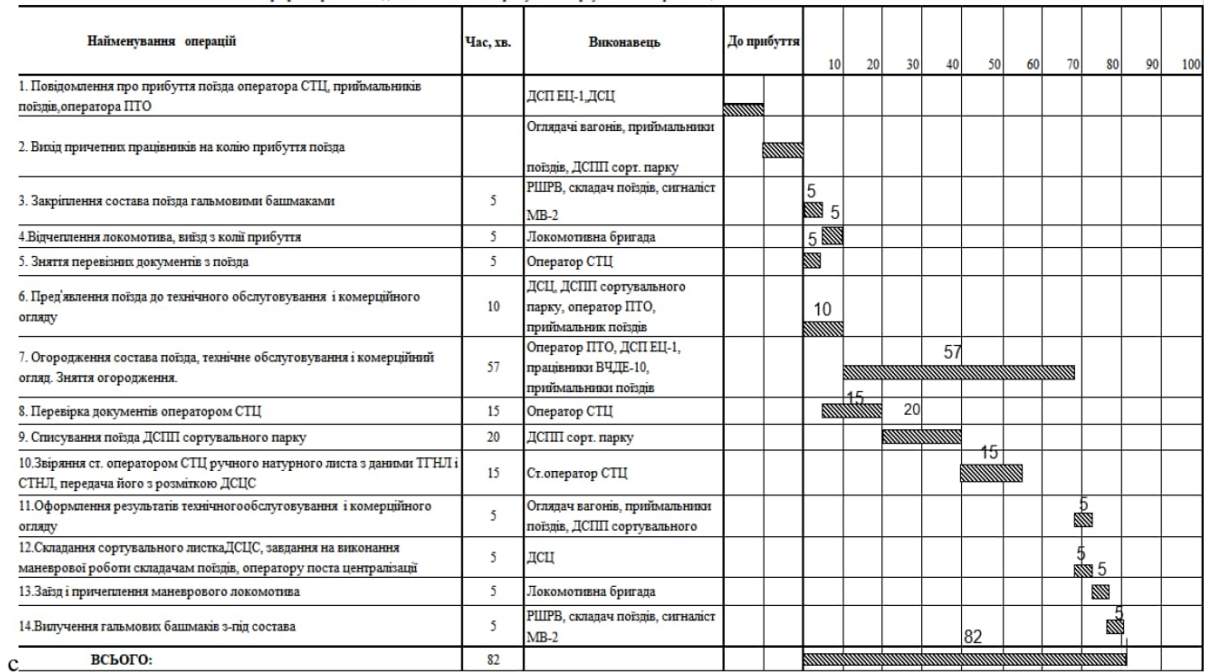 Найменування операцій Час, хв. Виконавець До прибуття
10 20 30 40 50 60 70 80 90 100
1. Повідомлення про прибуття поїзда оператора СТЦ, приймальників
поїздів,оператора ПТО
ДСП ЕЦ-1,ДСЦ
2. Вихід причетних працівників на колію прибуття поїзда
Оглядачі вагонів, приймальники
поїздів, ДСПП сорт. парку
3. Закріплення состава поїзда гальмовими башмаками 5
РШРВ, складач поїздів, сигналіст
МВ-2
5
4.Відчеплення локомотива, виїзд з колії прибуття 5 Локомотивна бригада 5
5. Зняття перевізних документів з поїзда 5 Оператор СТЦ 5
6. Пред'явлення поїзда до технічного обслуговування і комерційного
огляду
10
ДСЦ, ДСПП сортувального
парку, оператор ПТО,
приймальник поїздів
10
7. Огородження состава поїзда, технічне обслуговування і комерційний
огляд. Зняття огородження.
57
Оператор ПТО, ДСП ЕЦ-1,
працівники ВЧДЕ-10,
приймальники поїздів
57
8. Перевірка документів оператором СТЦ 15 Оператор СТЦ 15
9. Списування поїзда ДСПП сортувального парку 20 ДСПП сорт. парку 20
10.Звіряння ст. оператором СТЦ ручного натурного листа з даними ТГНЛ і
СТНЛ, передача його з розміткою ДСЦС
15 Ст.оператор СТЦ 15
11.Оформлення результатів технічногообслуговування і комерційного
огляду
5
Оглядач вагонів, приймальники
поїздів, ДСПП сортувального
5
12.Складання сортувального листкаДСЦС, завдання на виконання
маневрової роботи складачам поїздів, оператору поста централізації
5 ДСЦ 5
13.Заїзд і причеплення маневрового локомотива 5 Локомотивна бригада 5
14.Вилучення гальмових башмаків з-під состава 5
РШРВ, складач поїздів, сигналіст
МВ-2
5
с ВСЬОГО: 82 82